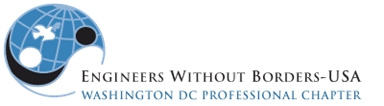 ENGINEERS WITHOUT BORDERS-USA
WASHINGTON DC PROFESSIONAL CHAPTER